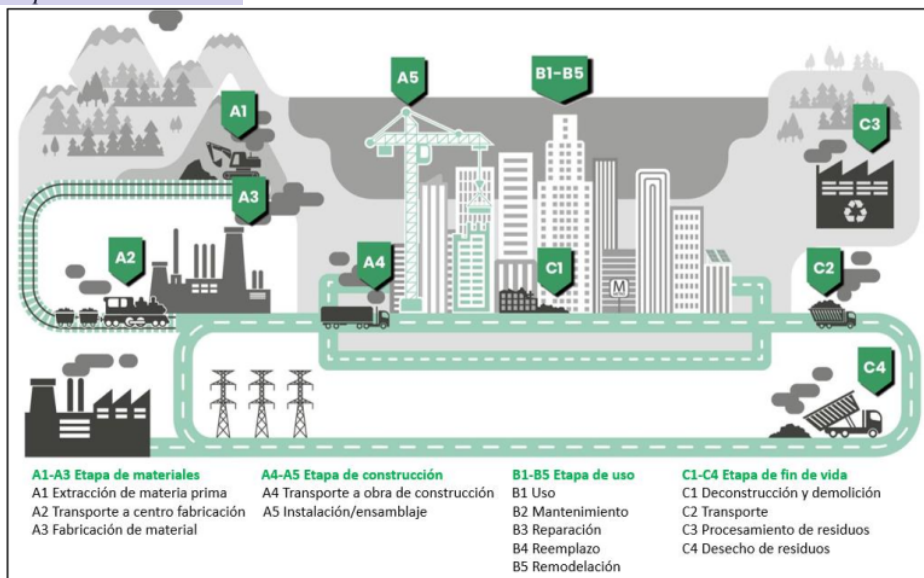 A1
A3
A2
A5
B1-B5
A4
C1
M
C3
C2
C4
A1-A3 Etapa de materiales
A1 Extracción de materia prima
A2 Transporte a centro fabricación
A3 Fabricación de material
A4-A5 Etapa de construcción
A4 Transporte a obra de construcción
A5 Instalación/ensamblaje
B1-B5 Etapa de uso
B1 Uso
B2 Mantenimiento
B3 Reparación
B4 Reemplazo
B5 Remodelación
C1-C4 Etapa de fin de vida
C1 Deconstrucción y demolición
C2 Transporte
C3 Procesamiento de residuos
C4 Desecho de residuos